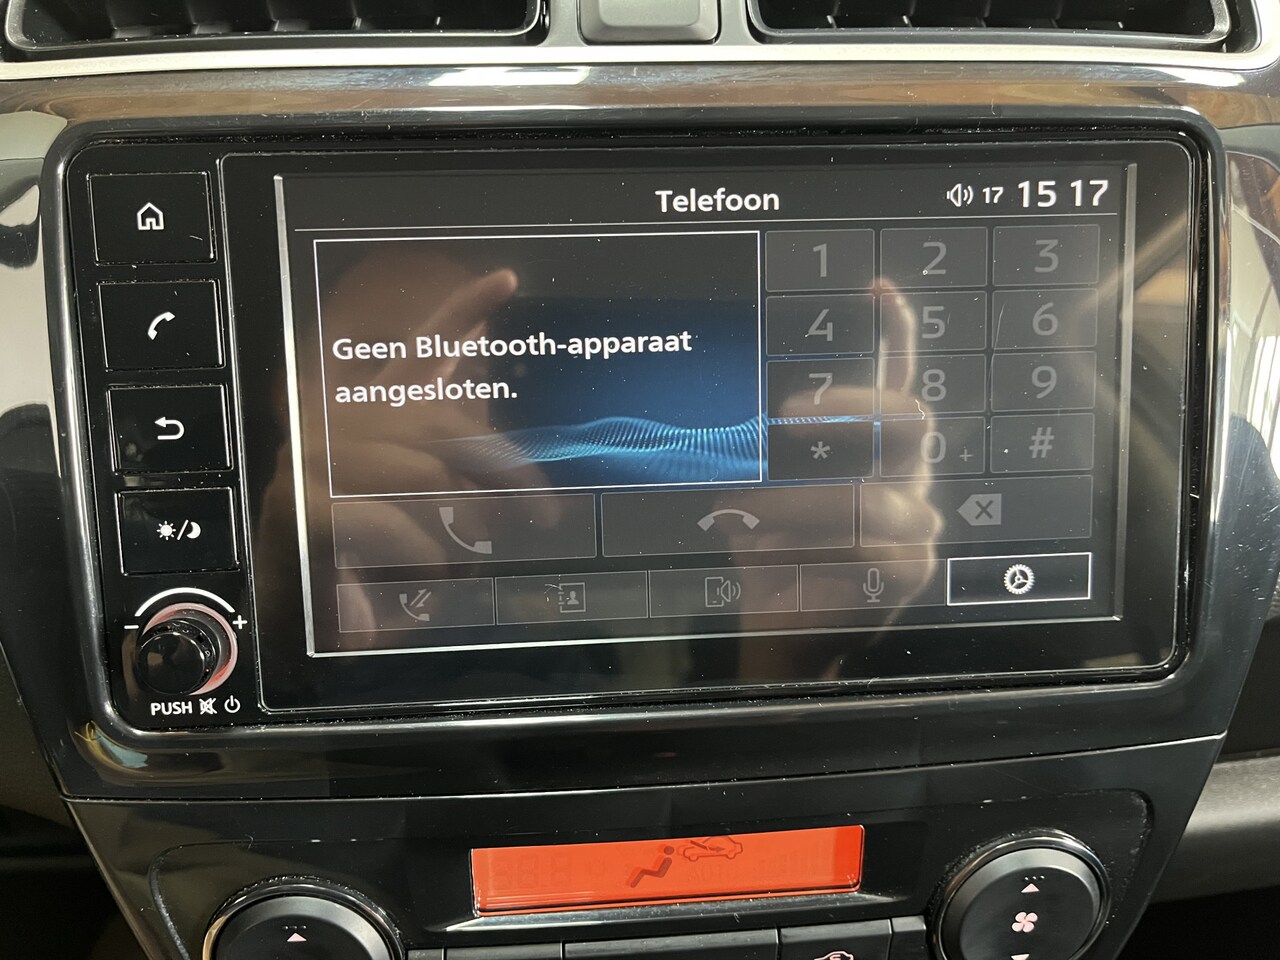 Telefoon
17 15 17
Geen Bluetooth-apparaat
aangesloten.
1 2 3
4 5 6
7 8 9
* 0 + #
- +
PUSH